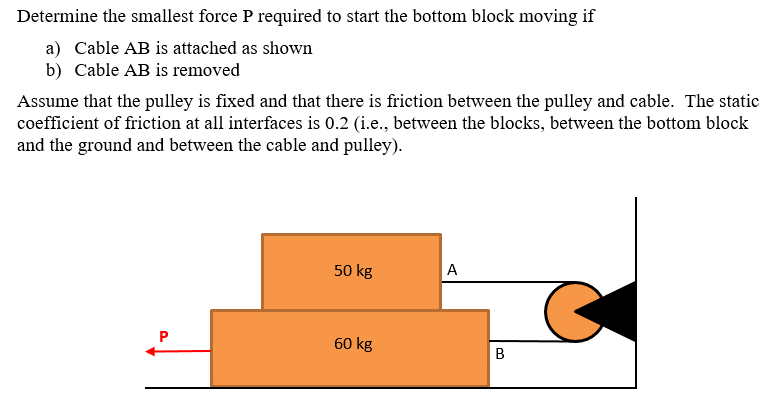 Determine the smallest force P required to start the bottom block moving if
a) Cable AB is attached as shown
b) Cable AB is removed
Assume that the pulley is fixed and that there is friction between the pulley and cable.  The static
coefficient of friction at all interfaces is 0.2 (i.e., between the blocks, between the bottom block
and the ground and between the cable and pulley).
50 kg
A
P
60 kg
B